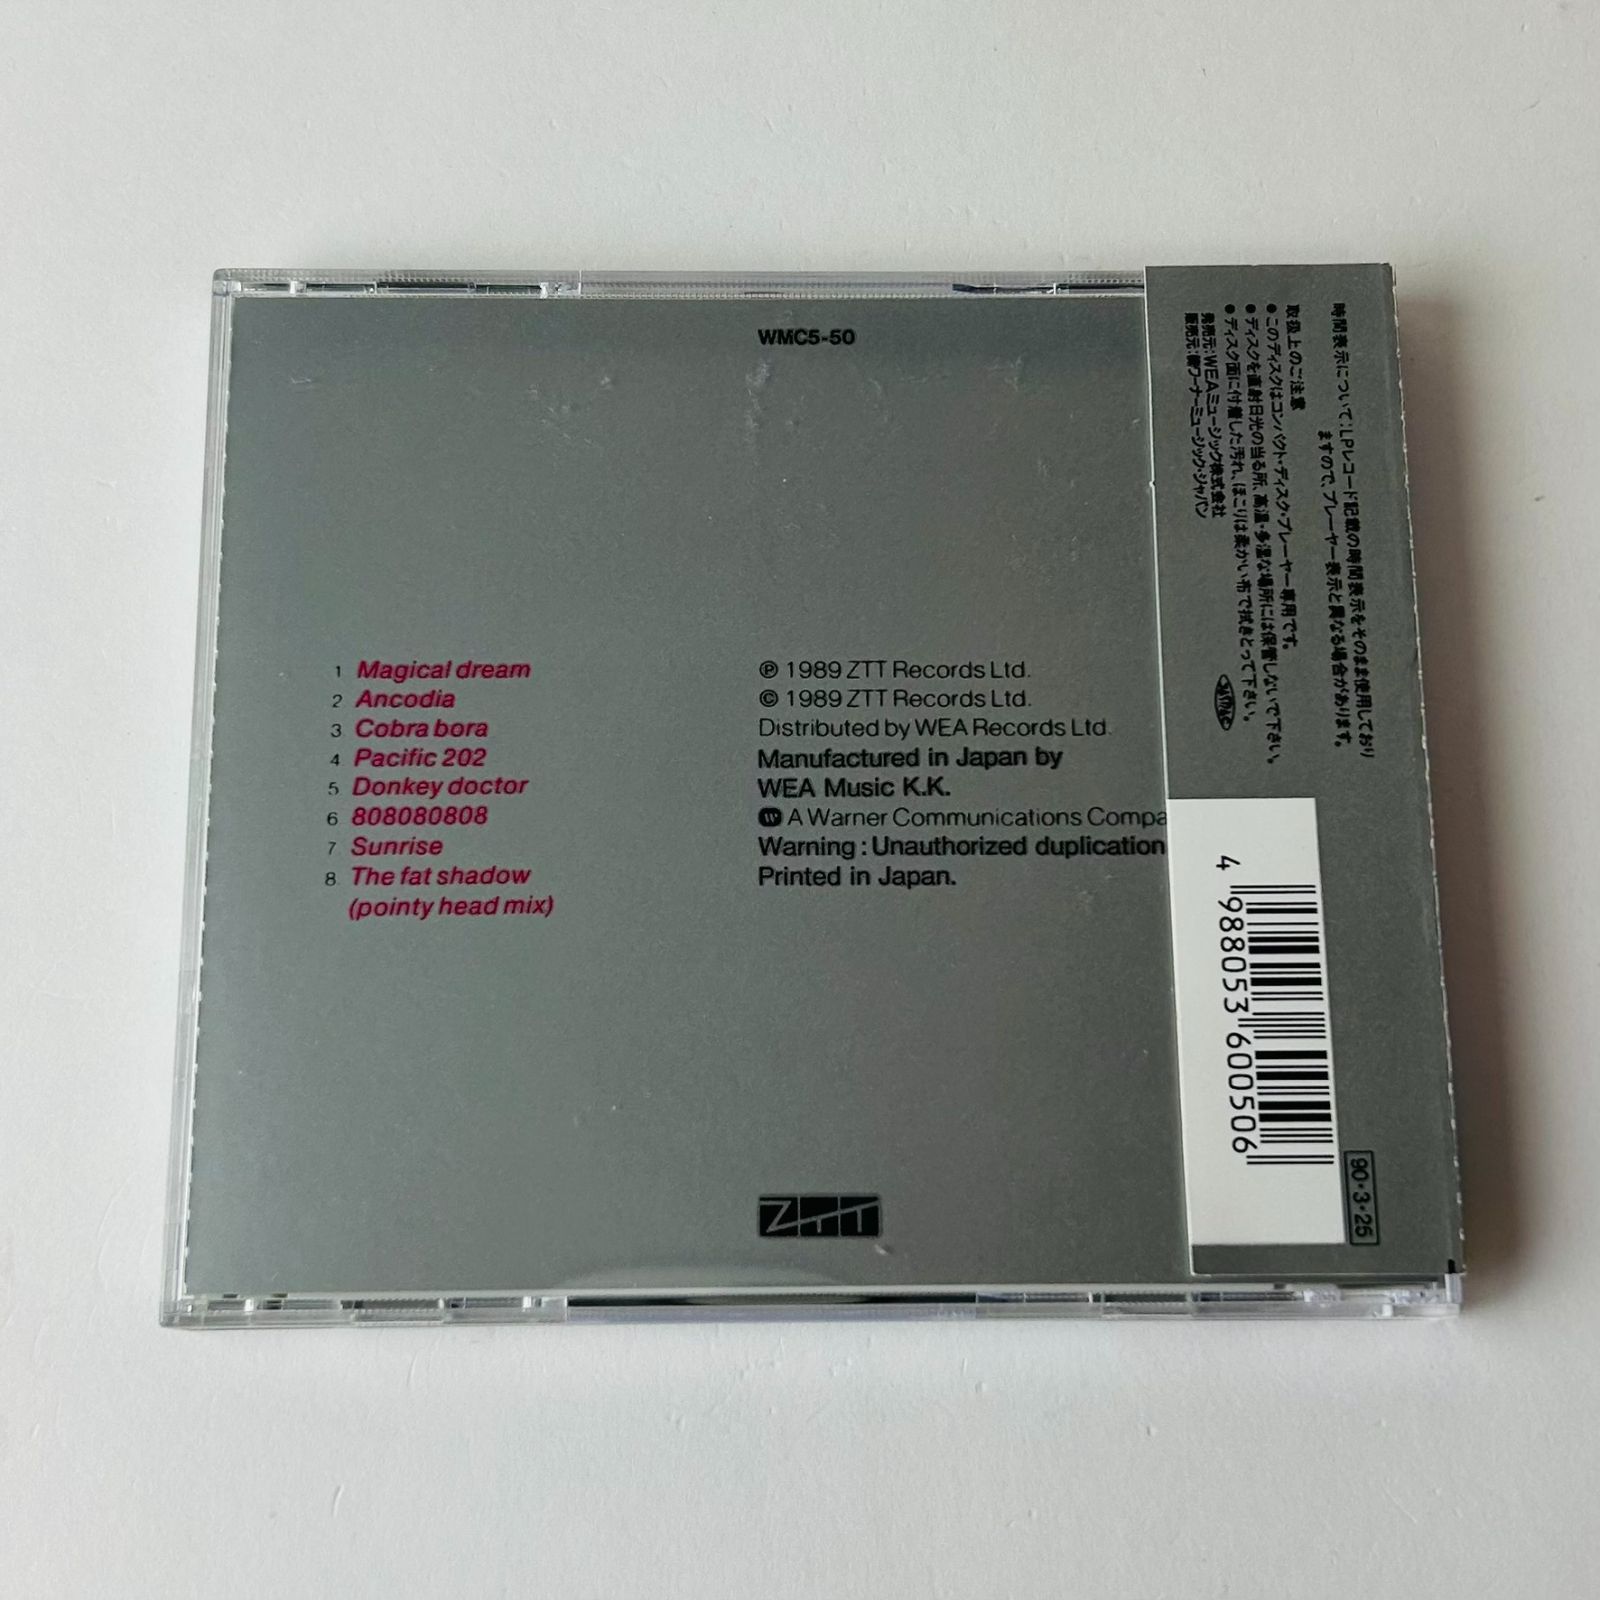 WMC5-50
1 Magical dream
2 Ancodia
3 Cobra bora
4 Pacific 202
5 Donkey doctor
6 808080808
7 Sunrise
8 The fat shadow
(pointy head mix)
Ⓟ 1989 ZTT Records Ltd.
© 1989 ZTT Records Ltd.
Distributed by WEA Records Ltd.
Manufactured in Japan by
WEA Music K.K.
A Warner Communications Compa
Warning : Unauthorized duplication
Printed in Japan.
ZTT
時間表示について:LPレコード記載の時間表示をそのまま使用しており
ますので、プレーヤー表示と異なる場合があります。
取扱上のご注意
●このディスクはコンパクト・ディスク・プレーヤー専用です。
●ディスクを直射日光の当る所、高温・多湿な場所には保管しないで下さい。
●ディスク面に付着した汚れ、ほこりは柔かい布で拭きとって下さい。
発売元:WEAミュージック株式会社
販売元:㈱ワーナーミュージック・ジャパン
JASRAC
4 988053 600506
90・3・25